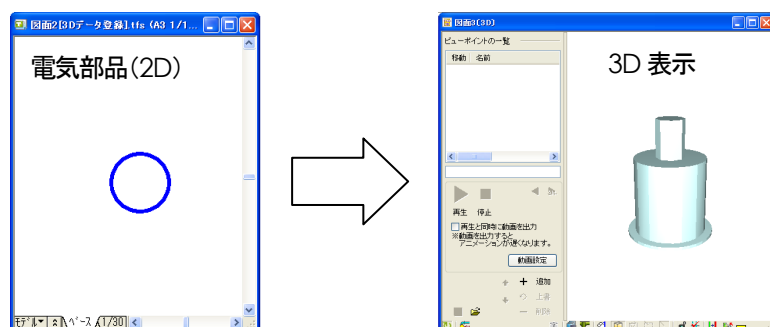 図面2[3Dデータ登録].tfs (A3 1/1...
電気部品(2D)
モデル
ベース
(1/30)
図面3(3D)
ビューポイントの一覧
移動 名前
3D 表示
再生 停止
再生と同時に動画を出力
※動画を出力すると
アニメーションが遅くなります。
動画設定
追加
上書
削除